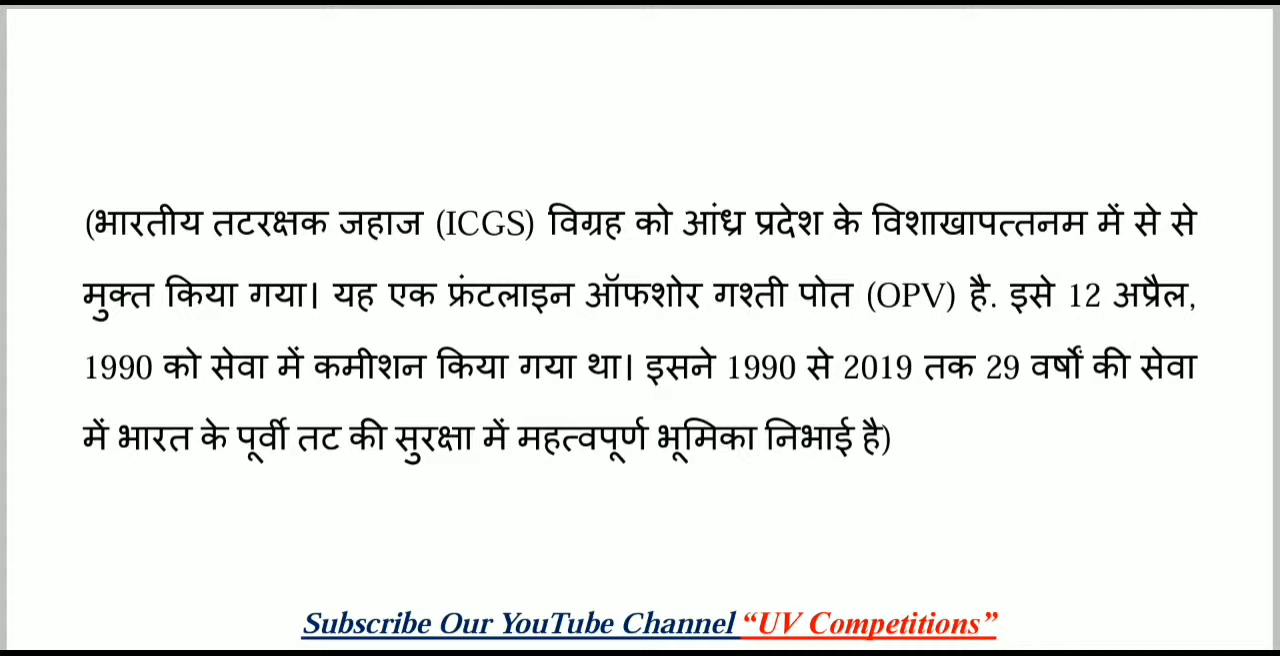 (भारतीय तटरक्षक जहाज (ICGS) विग्रह को आंध्र प्रदेश के विशाखापत्तनम में से से
मुक्त किया गया। यह एक फ्रंटलाइन ऑफशोर गश्ती पोत (OPV) है. इसे 12 अप्रैल,
1990 को सेवा में कमीशन किया गया था। इसने 1990 से 2019 तक 29 वर्षों की सेवा
में भारत के पूर्वी तट की सुरक्षा में महत्वपूर्ण भूमिका निभाई है)
Subscribe Our YouTube Channel “UV Competitions”